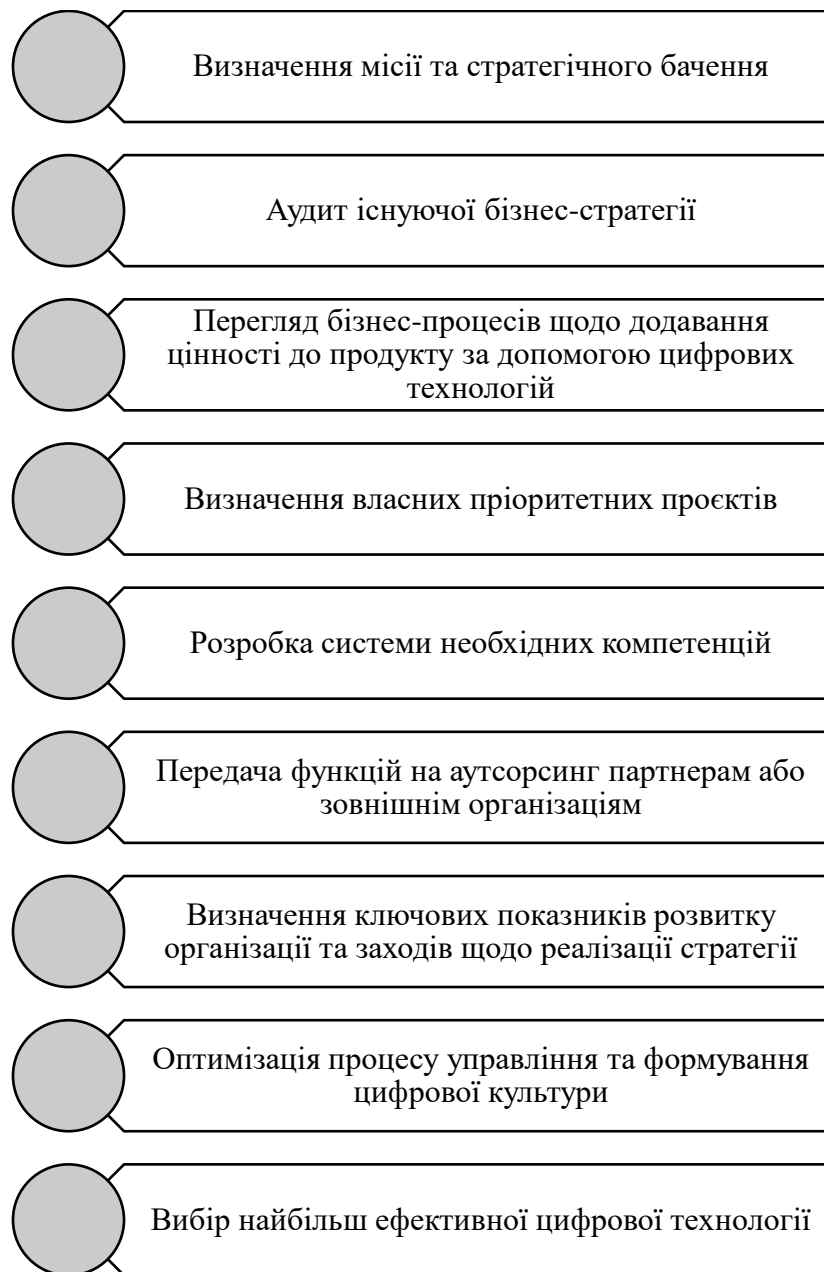 Визначення місії та стратегічного бачення
Аудит існуючої бізнес-стратегії
Перегляд бізнес-процесів щодо додавання
цінності до продукту за допомогою цифрових
технологій
Визначення власних пріоритетних проєктів
Розробка системи необхідних компетенцій
Передача функцій на аутсорсинг партнерам або
зовнішнім організаціям
Визначення ключових показників розвитку
організації та заходів щодо реалізації стратегії
Оптимізація процесу управління та формування
цифрової культури
Вибір найбільш ефективної цифрової технології